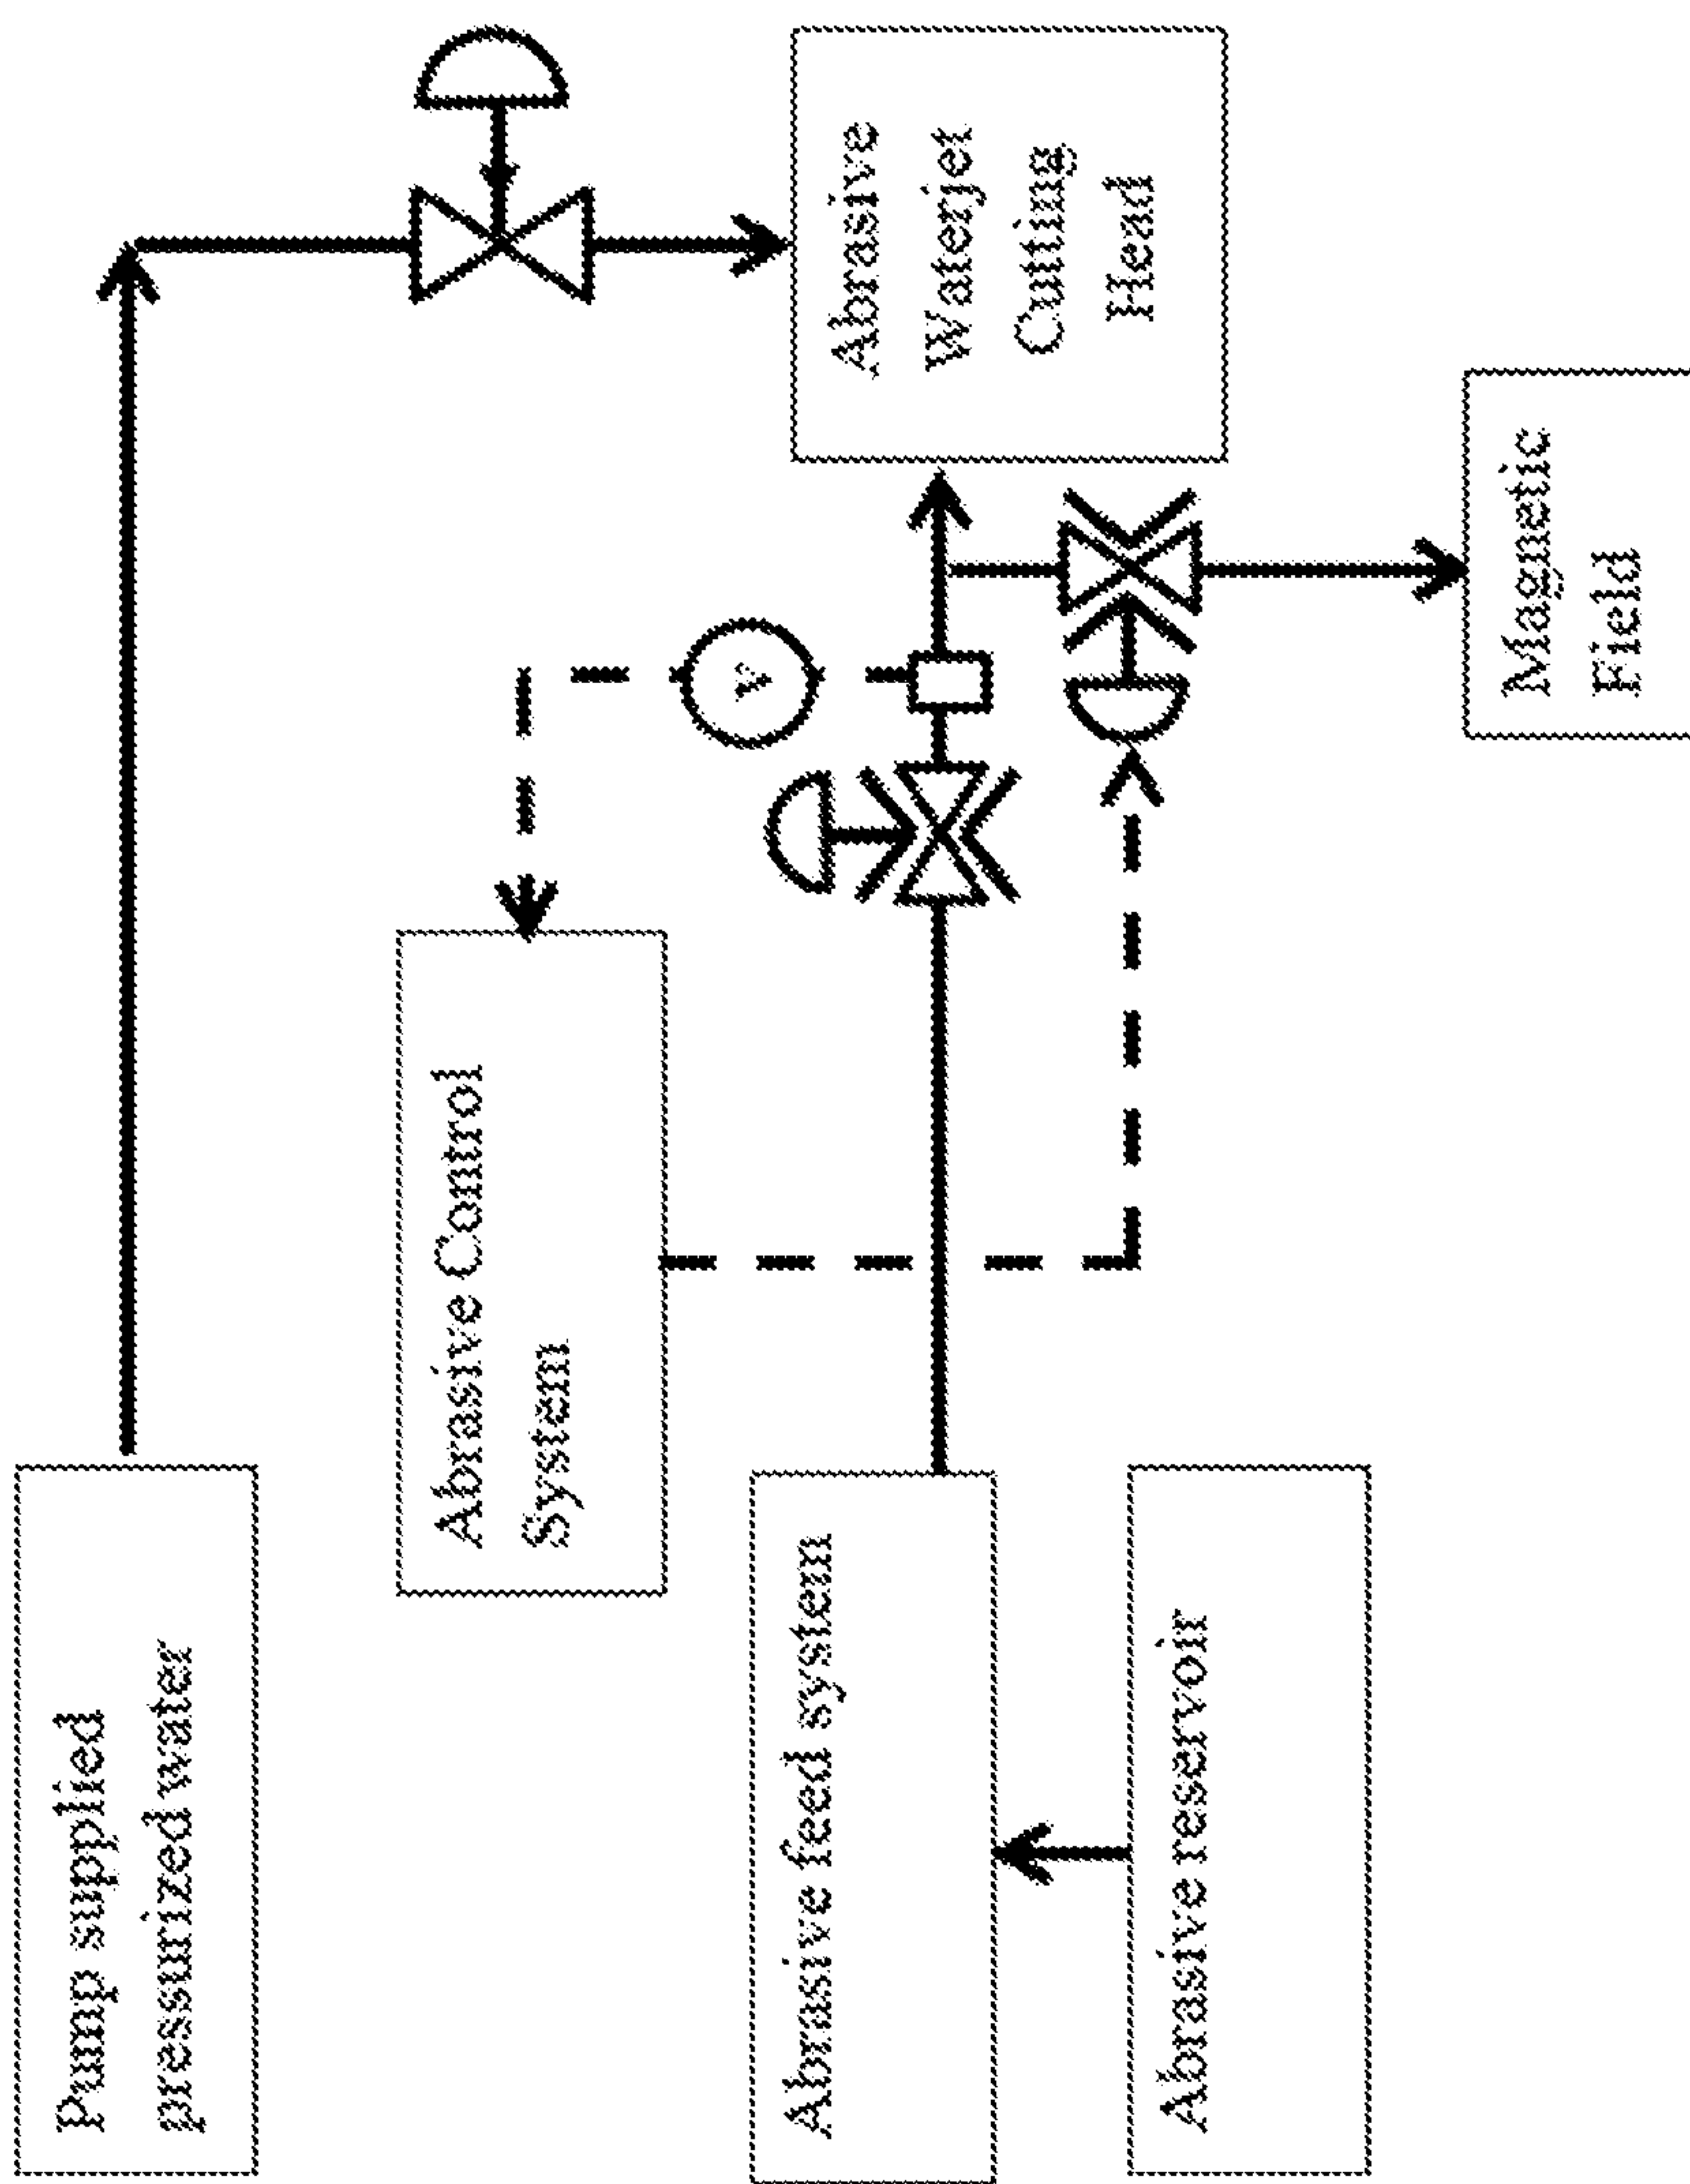 Pump supplied
pressurized water
Abrasive Control
System
Abrasive feed system
Abrasive reservoir
V
Abrasive
Waterjet
Cutting
Head
Magnetic
Field